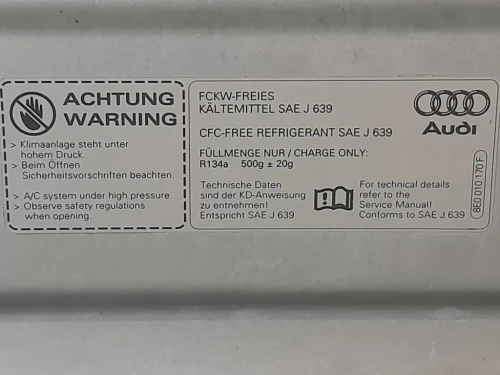 ACHTUNG
WARNING
> Klimaanlage steht unter
hohem Druck.
> Beim Öffnen
Sicherheitsvorschriften beachten.
> A/C system under high pressure.
> Observe safety regulations
when opening.
FCKW-FREIES
KÄLTEMITTEL SAE J 639
CFC-FREE REFRIGERANT SAE J 639
FÜLLMENGE NUR / CHARGE ONLY:
R134a 500g ± 20g
Technische Daten
sind der KD-Anweisung
zu entnehmen!
Entspricht SAE J 639
For technical details
refer to the
Service Manual!
Conforms to SAE J 639
Audi
8E0 010 170 F